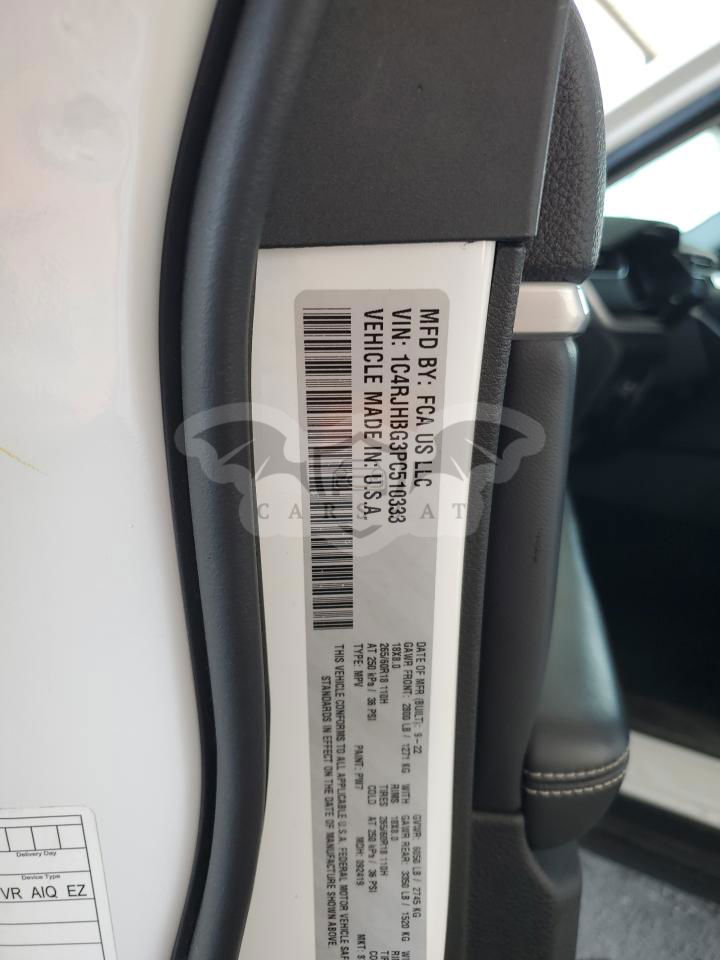 MFD BY: FCA US LLC
VIN: 1C4RJHBG3PC510333
VEHICLE MADE IN: U.S.A.
DATE OF MFR (BUILT): 9-22 GVWR: 6050 LB / 2745 KG
GAWR FRONT: 2800 LB / 1271 KG WITH GAWR REAR: 3350 LB / 1520 KG
18X8.0 RIMS 18X8.0
265/60R18 110H TIRES 265/60R18 110H
AT 250 kPa / 36 PSI COLD AT 250 kPa / 36 PSI
TYPE: MPV PAINT: PW7 MDH: 092419 MKT:
THIS VEHICLE CONFORMS TO ALL APPLICABLE U.S.A. FEDERAL MOTOR VEHICLE SAF
STANDARDS IN EFFECT ON THE DATE OF MANUFACTURE SHOWN ABOVE.
CARS AT
Delivery Day
Device Type
VR AIQ EZ